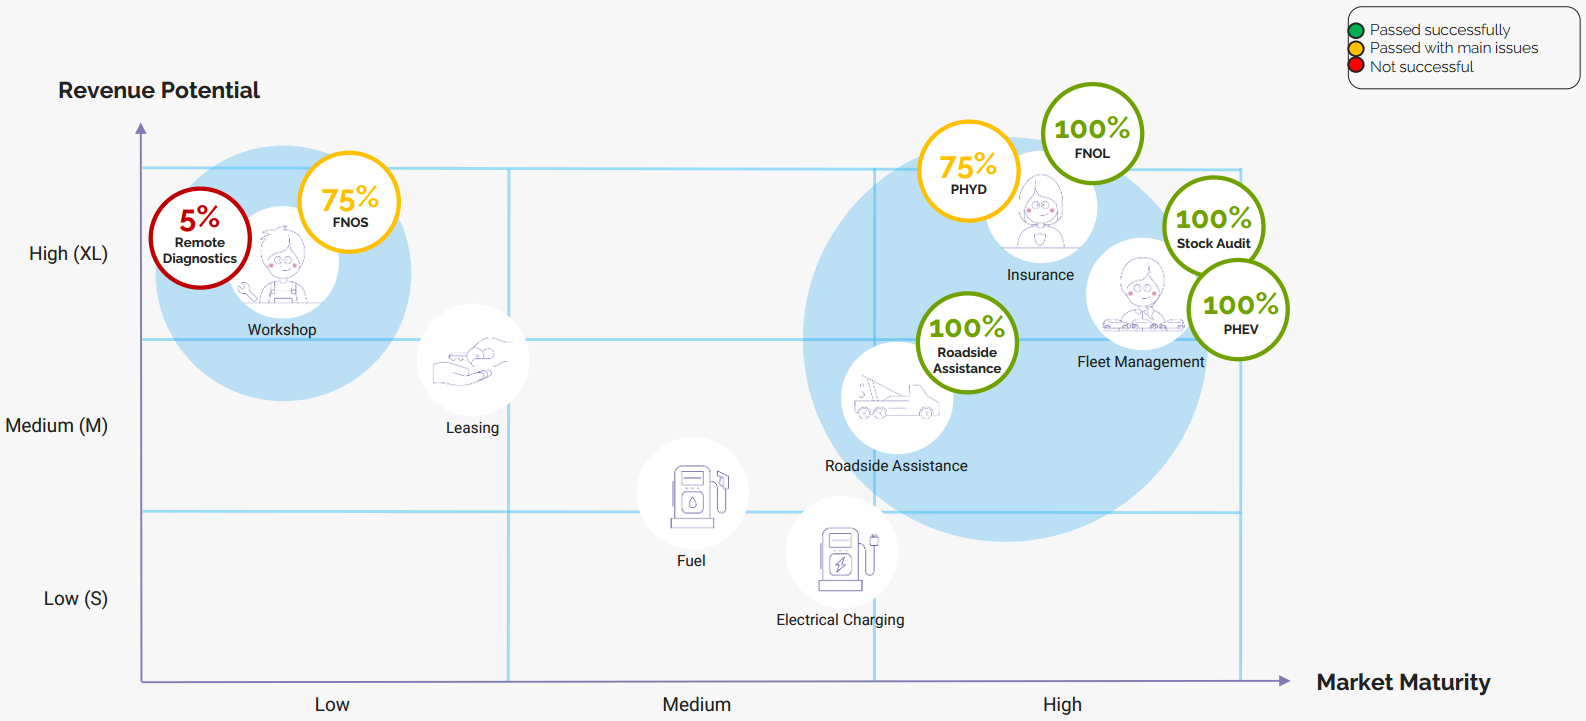 Passed successfully
Passed with main issues
Not successful
Revenue Potential
100%
FNOL
75%
PHYD
75%
FNOS
5%
Remote
Diagnostics
100%
Stock Audit
High (XL)
Insurance
100%
PHEV
Workshop
100%
Roadside
Assistance
Fleet Management
Medium (M)
Leasing
Roadside Assistance
Fuel
Low (S)
Electrical Charging
Market Maturity
Low
Medium
High